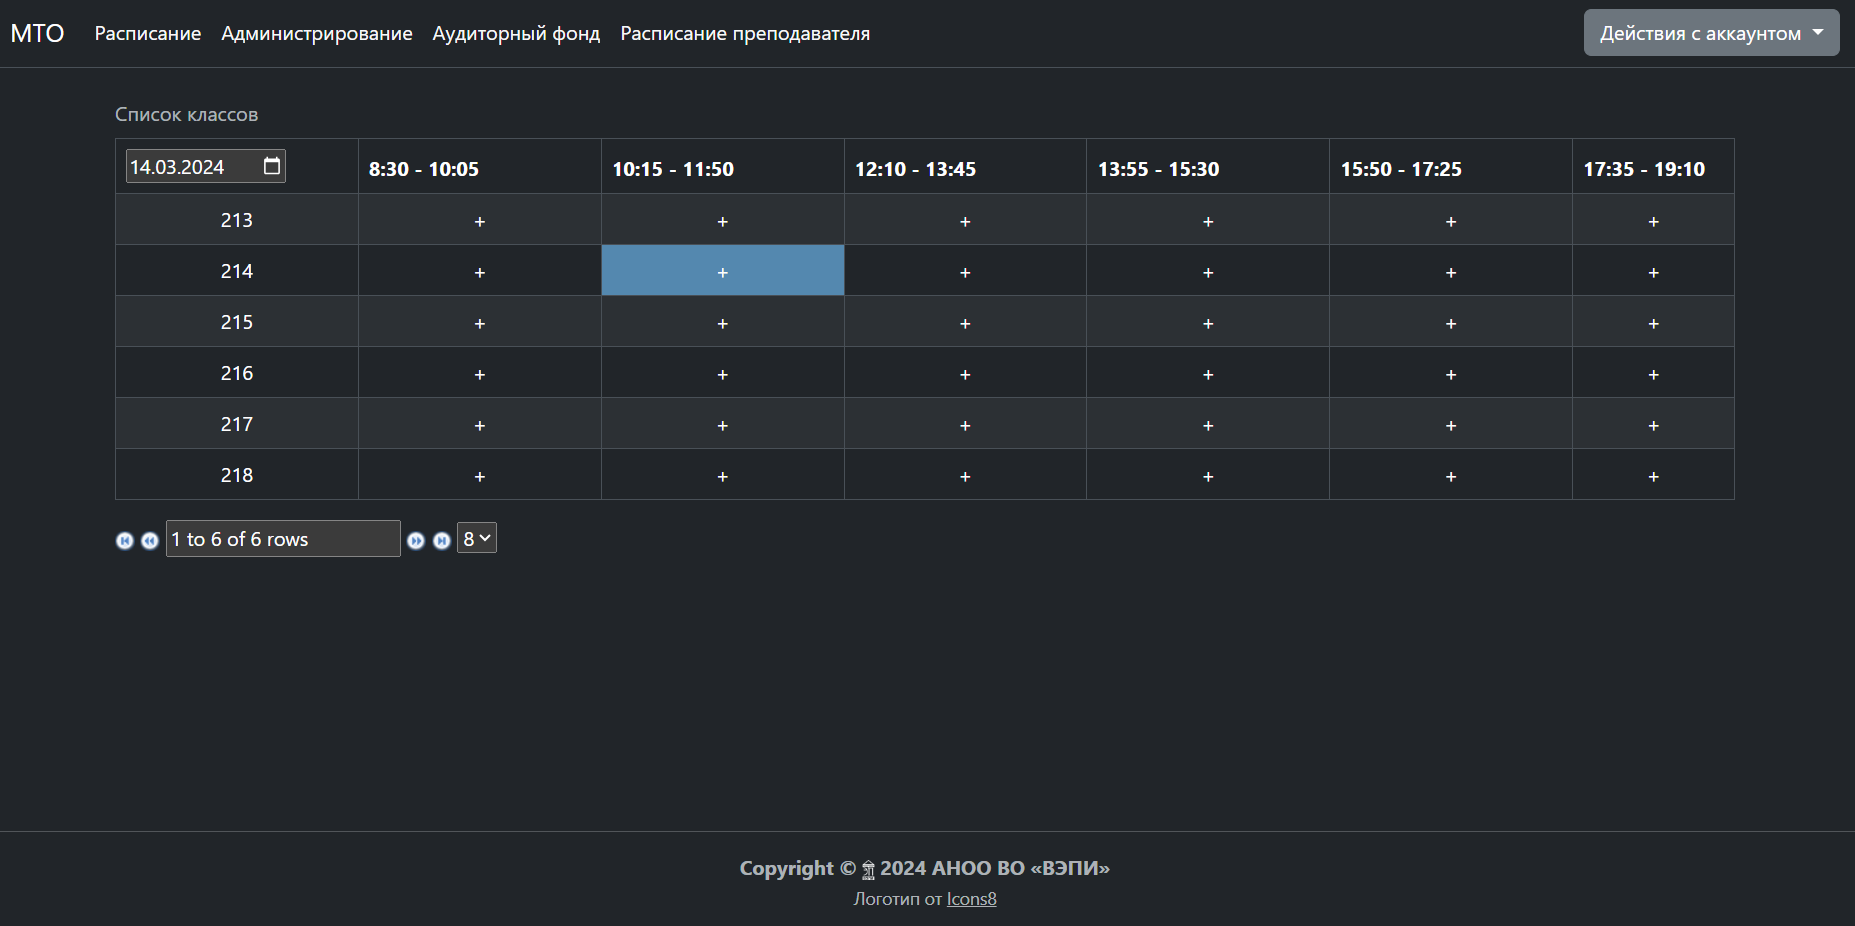 МТО Расписание Администрирование Аудиторный фонд Расписание преподавателя Действия с аккаунтом
Список классов
14.03.2024 8:30 - 10:05 10:15 - 11:50 12:10 - 13:45 13:55 - 15:30 15:50 - 17:25 17:35 - 19:10
213 + + + + + +
214 + + + + + +
215 + + + + + +
216 + + + + + +
217 + + + + + +
218 + + + + + +
1 to 6 of 6 rows 8
Copyright © 2024 АНОО ВО «ВЭПИ»
Логотип от Icons8